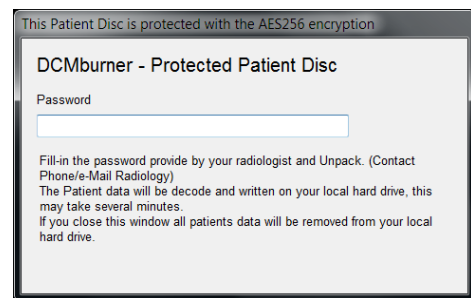 This Patient Disc is protected with the AES256 encryption
DCMburner - Protected Patient Disc
Password
Fill-in the password provide by your radiologist and Unpack. (Contact
Phone/e-Mail Radiology)
The Patient data will be decode and written on your local hard drive, this
may take several minutes.
If you close this window all patients data will be removed from your local
hard drive.